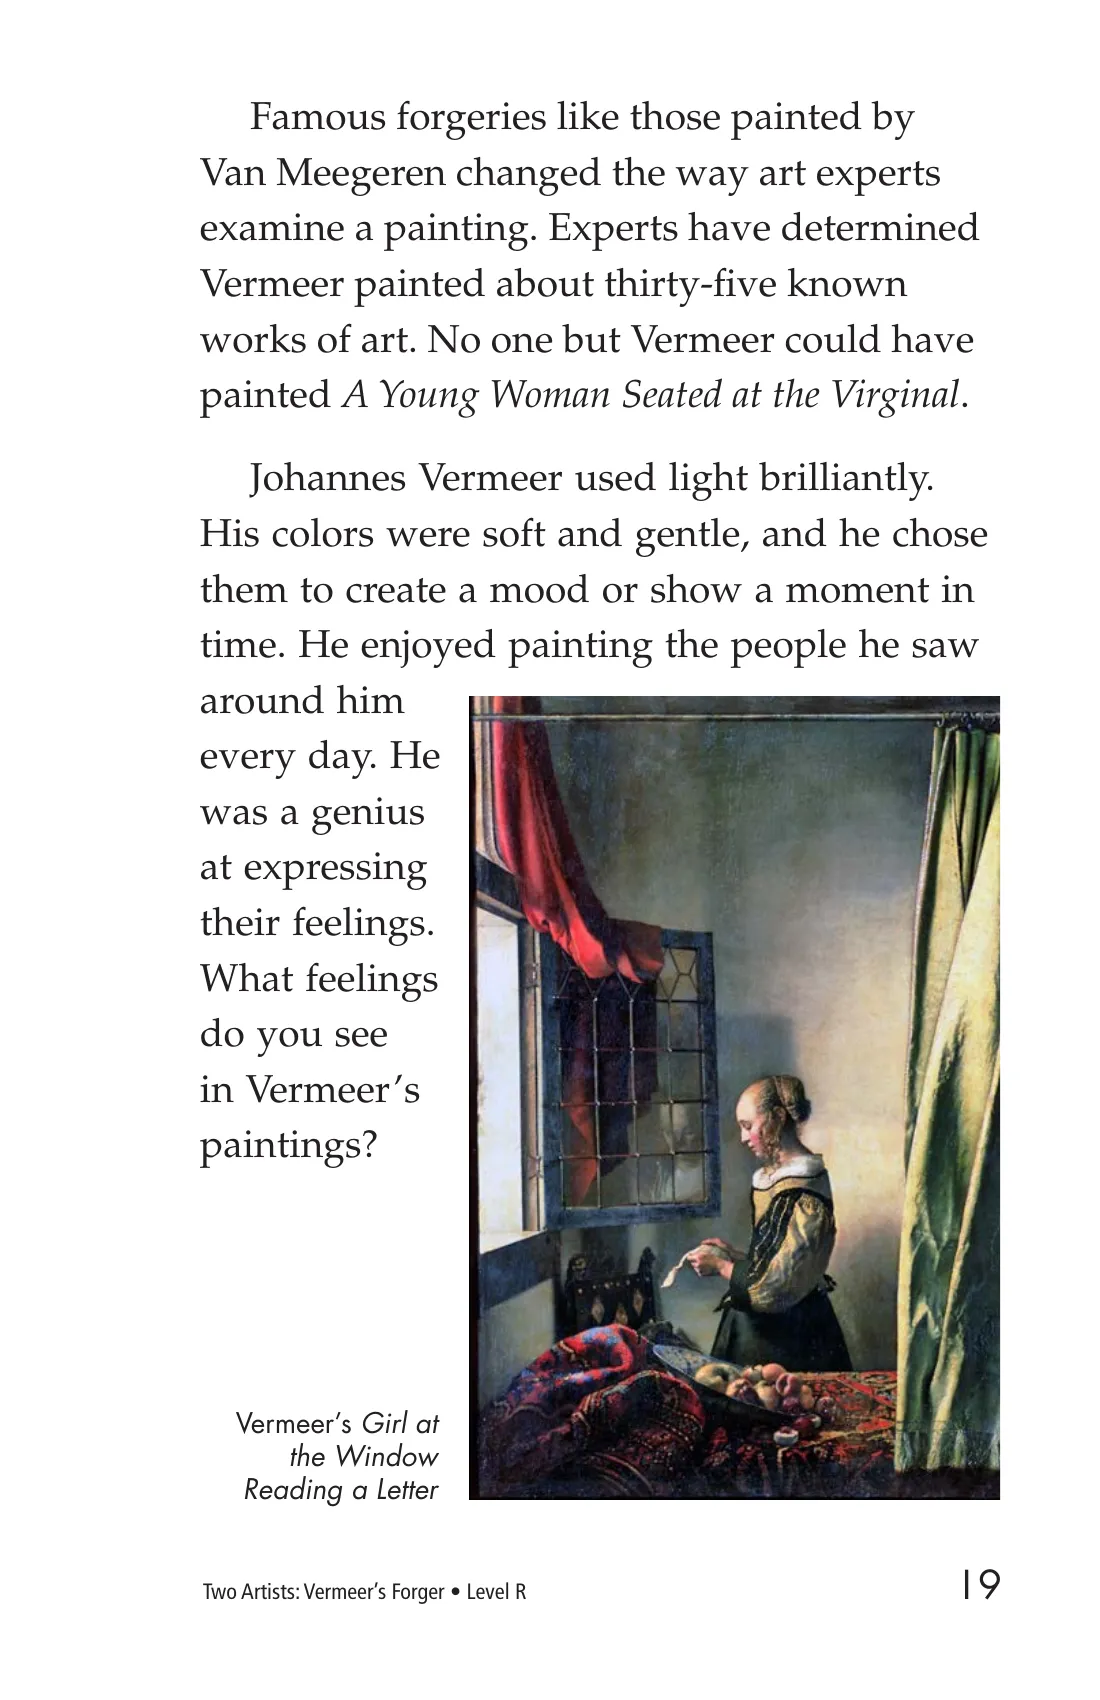 Famous forgeries like those painted by
Van Meegeren changed the way art experts
examine a painting. Experts have determined
Vermeer painted about thirty-five known
works of art. No one but Vermeer could have
painted A Young Woman Seated at the Virginal.
Johannes Vermeer used light brilliantly.
His colors were soft and gentle, and he chose
them to create a mood or show a moment in
time. He enjoyed painting the people he saw
around him
every day. He
was a genius
at expressing
their feelings.
What feelings
do you see
in Vermeer’s
paintings?
Vermeer’s Girl at
the Window
Reading a Letter
Two Artists: Vermeer’s Forger • Level R
19